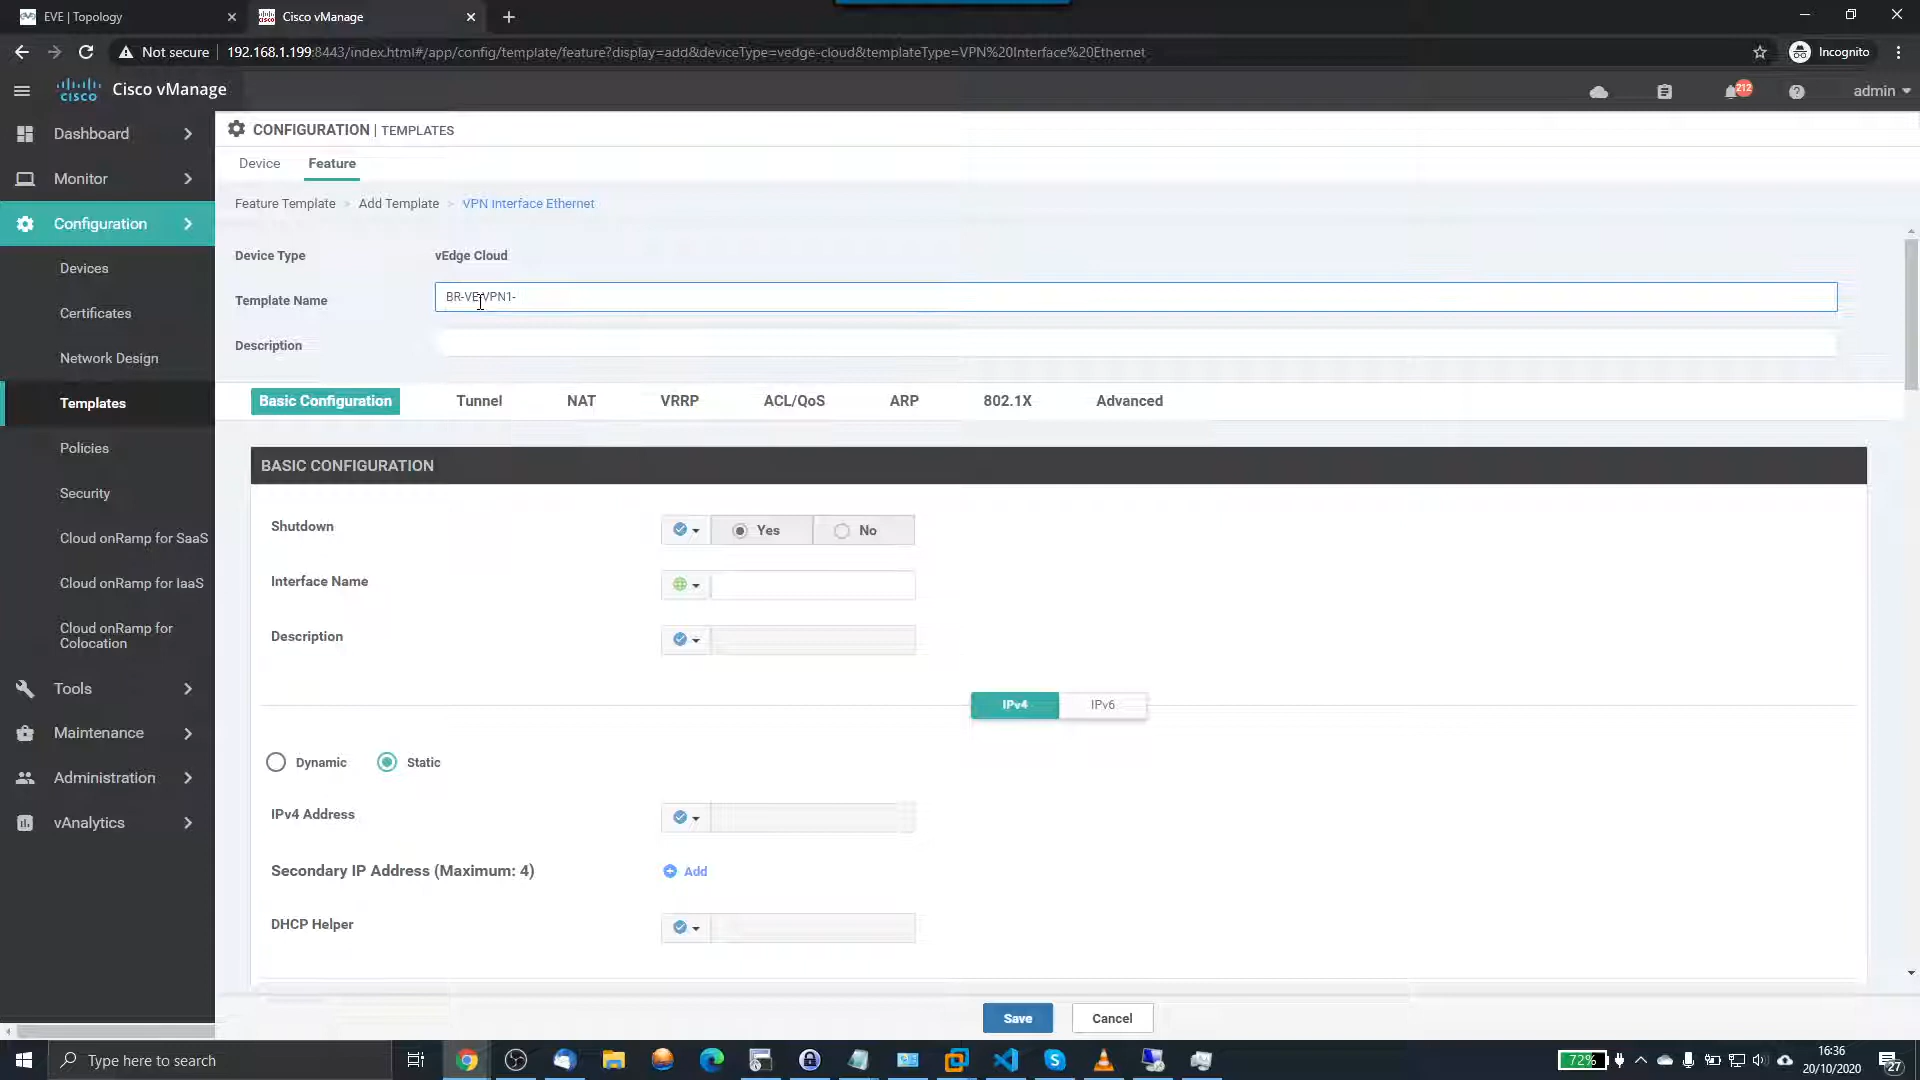 EVE | Topology
Cisco vManage
Not secure
192.168.1.199:8443/index.html#/app/config/template/feature?display=add&deviceType=vedge-cloud&templateType=VPN%20Interface%20Ethernet
Incognito
cisco
Cisco vManage
212
admin
Dashboard
Monitor
Configuration
Devices
Certificates
Network Design
Templates
Policies
Security
Cloud onRamp for SaaS
Cloud onRamp for IaaS
Cloud onRamp for
Colocation
Tools
Maintenance
Administration
vAnalytics
CONFIGURATION | TEMPLATES
Device
Feature
Feature Template > Add Template > VPN Interface Ethernet
Device Type
vEdge Cloud
Template Name
BR-VE-VPN1-
Description
Basic Configuration
Tunnel
NAT
VRRP
ACL/QoS
ARP
802.1X
Advanced
BASIC CONFIGURATION
Shutdown
Yes
No
Interface Name
Description
IPv4
IPv6
Dynamic
Static
IPv4 Address
Secondary IP Address (Maximum: 4)
Add
DHCP Helper
Save
Cancel
Type here to search
72%
16:36
20/10/2020
27